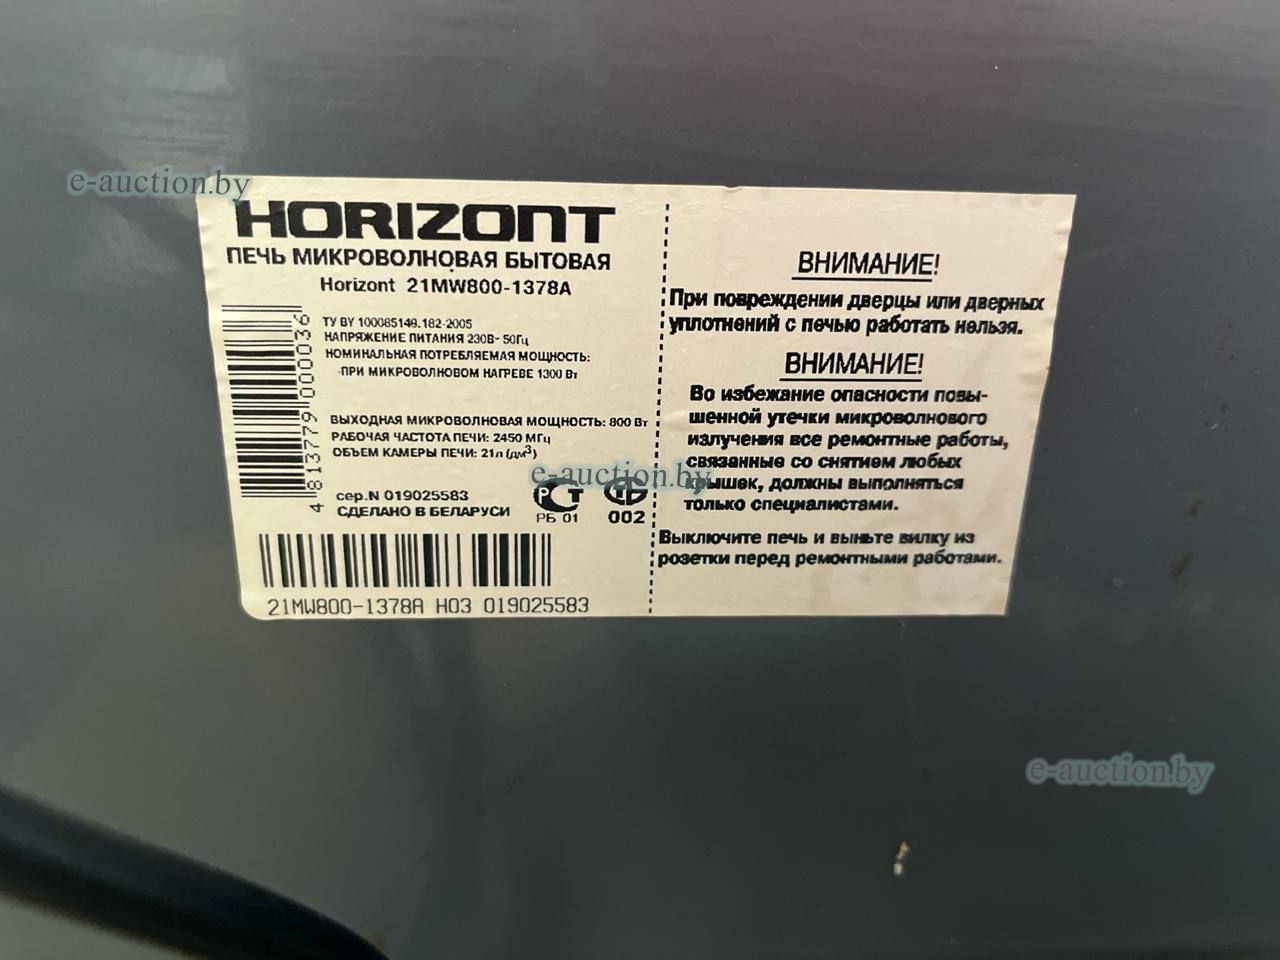 e-auction.by
HORIZONT
ПЕЧЬ МИКРОВОЛНОВАЯ БЫТОВАЯ
Horizont 21MW800-1378A
ТУ BY 100085149.182-2005
НАПРЯЖЕНИЕ ПИТАНИЯ 230В~ 50Гц
НОМИНАЛЬНАЯ ПОТРЕБЛЯЕМАЯ МОЩНОСТЬ:
-ПРИ МИКРОВОЛНОВОМ НАГРЕВЕ 1300 Вт
ВЫХОДНАЯ МИКРОВОЛНОВАЯ МОЩНОСТЬ: 800 Вт
РАБОЧАЯ ЧАСТОТА ПЕЧИ: 2450 МГц
ОБЪЕМ КАМЕРЫ ПЕЧИ: 21л (дм³)
4 813779 000036
сер.N 019025583
СДЕЛАНО В БЕЛАРУСИ
РСТ
РБ 01
СТБ
002
21MW800-1378A H03 019025583
ВНИМАНИЕ!
При повреждении дверцы или дверных
уплотнений с печью работать нельзя.
ВНИМАНИЕ!
Во избежание опасности повы-
шенной утечки микроволнового
излучения все ремонтные работы,
связанные со снятием любых
крышек, должны выполняться
только специалистами.
Выключите печь и выньте вилку из
розетки перед ремонтными работами.
e-auction.by
e-auction.by